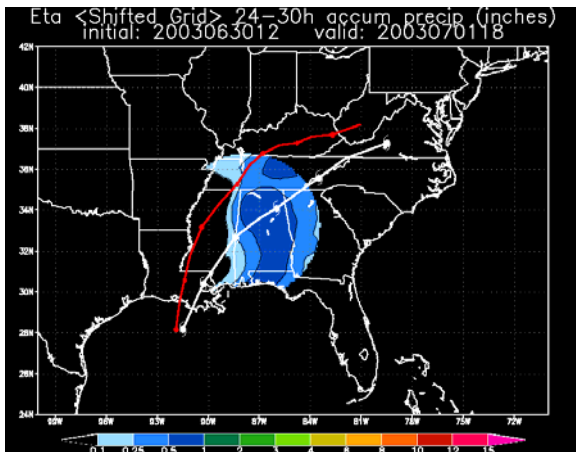 Eta <Shifted Grid> 24-30h accum precip (inches)
initial: 2003063012 valid: 2003070118
42N
40N
38N
36N
34N
32N
30N
28N
26N
24N
96W 93W 90W 87W 84W 81W 78W 75W 72W
0.1 0.25 0.5 1 2 3 4 6 8 10 12 15